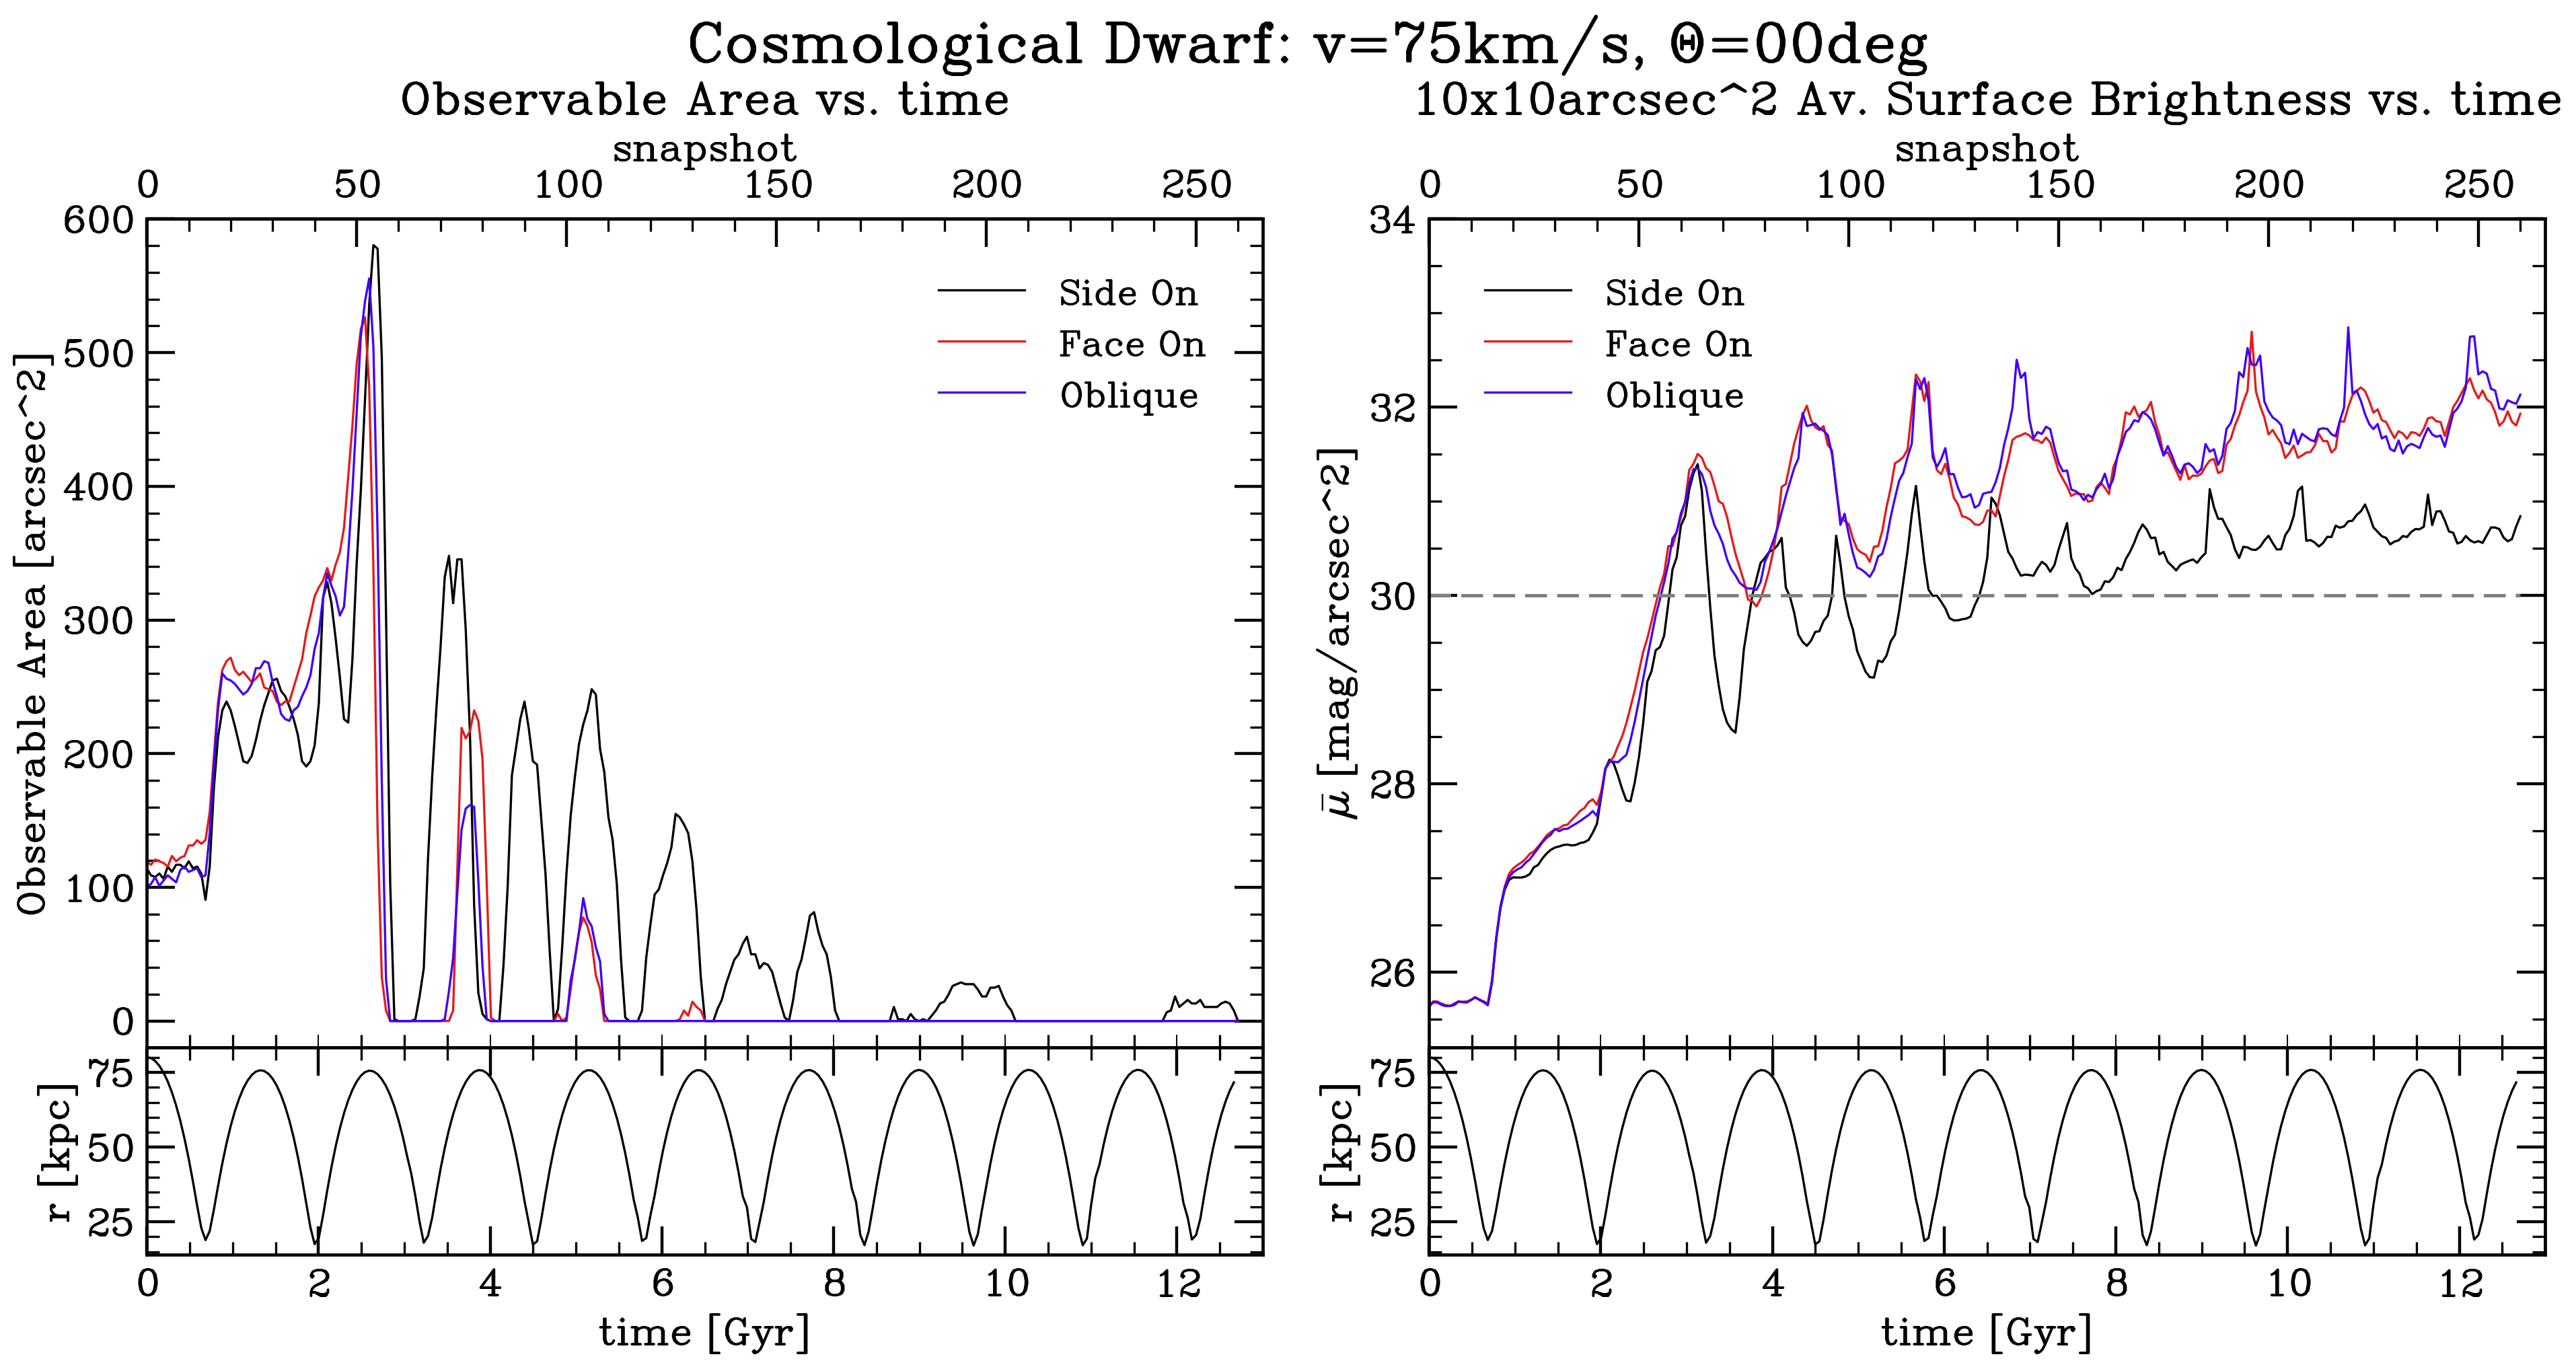 Cosmological Dwarf: v=75km/s, Θ=00deg
Observable Area vs. time
snapshot
0 50 100 150 200 250
600
500
400
300
200
100
0
Observable Area [arcsec^2]
Side On
Face On
Oblique
75
50
25
r [kpc]
0 2 4 6 8 10 12
time [Gyr]
10x10arcsec^2 Av. Surface Brightness vs. time
snapshot
0 50 100 150 200 250
34
32
30
28
26
μ̄ [mag/arcsec^2]
Side On
Face On
Oblique
75
50
25
r [kpc]
0 2 4 6 8 10 12
time [Gyr]